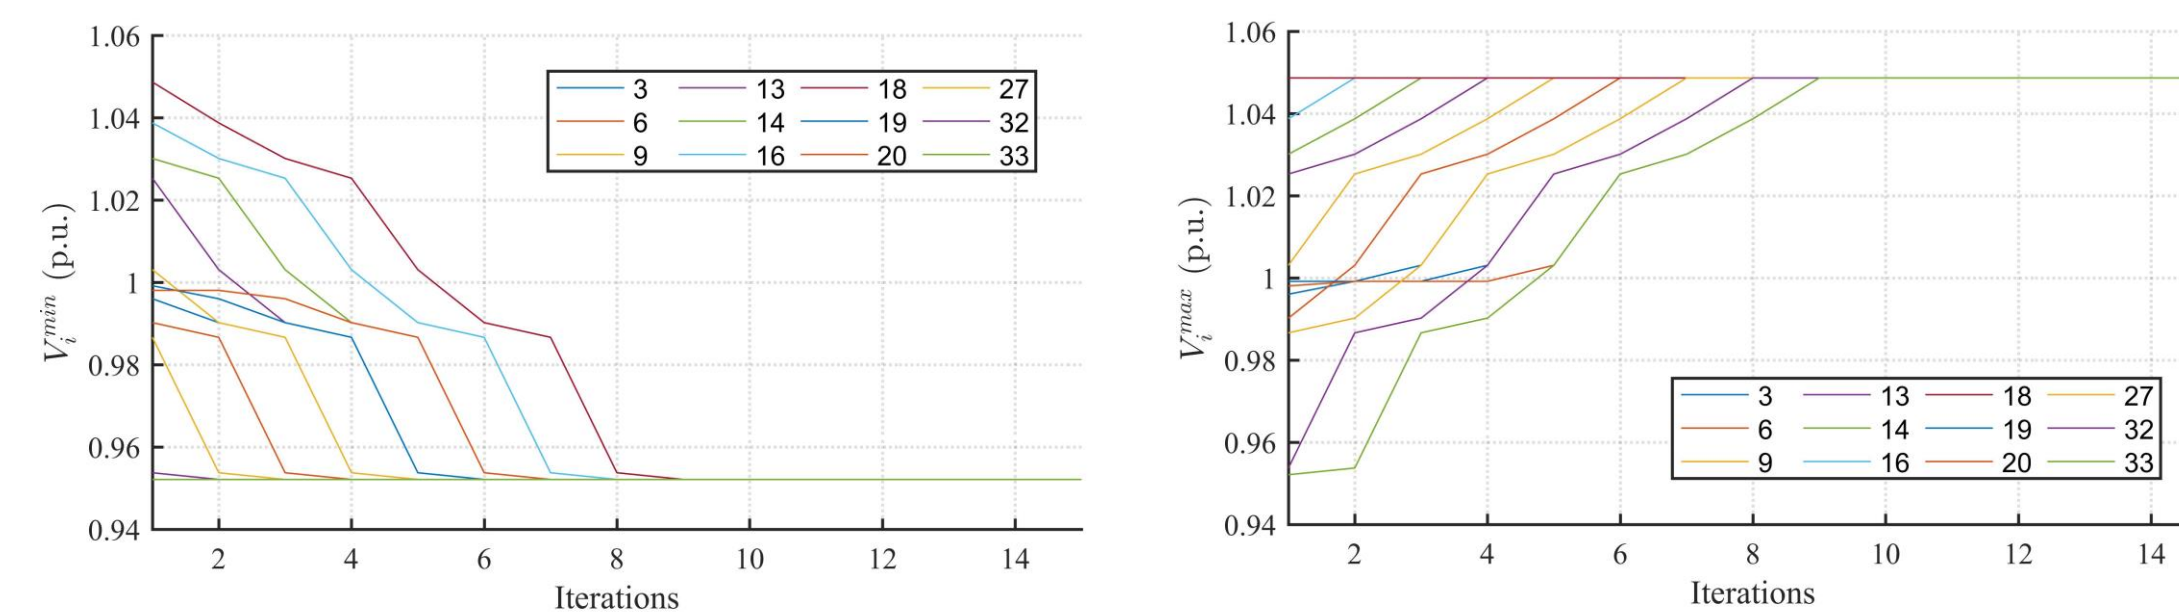 1.06
1.04
1.02
1
0.98
0.96
0.94
V_i^{min} (p.u.)
3 13 18 27
6 14 19 32
9 16 20 33
2 4 6 8 10 12 14
Iterations
1.06
1.04
1.02
1
0.98
0.96
0.94
V_i^{max} (p.u.)
3 13 18 27
6 14 19 32
9 16 20 33
2 4 6 8 10 12 14
Iterations